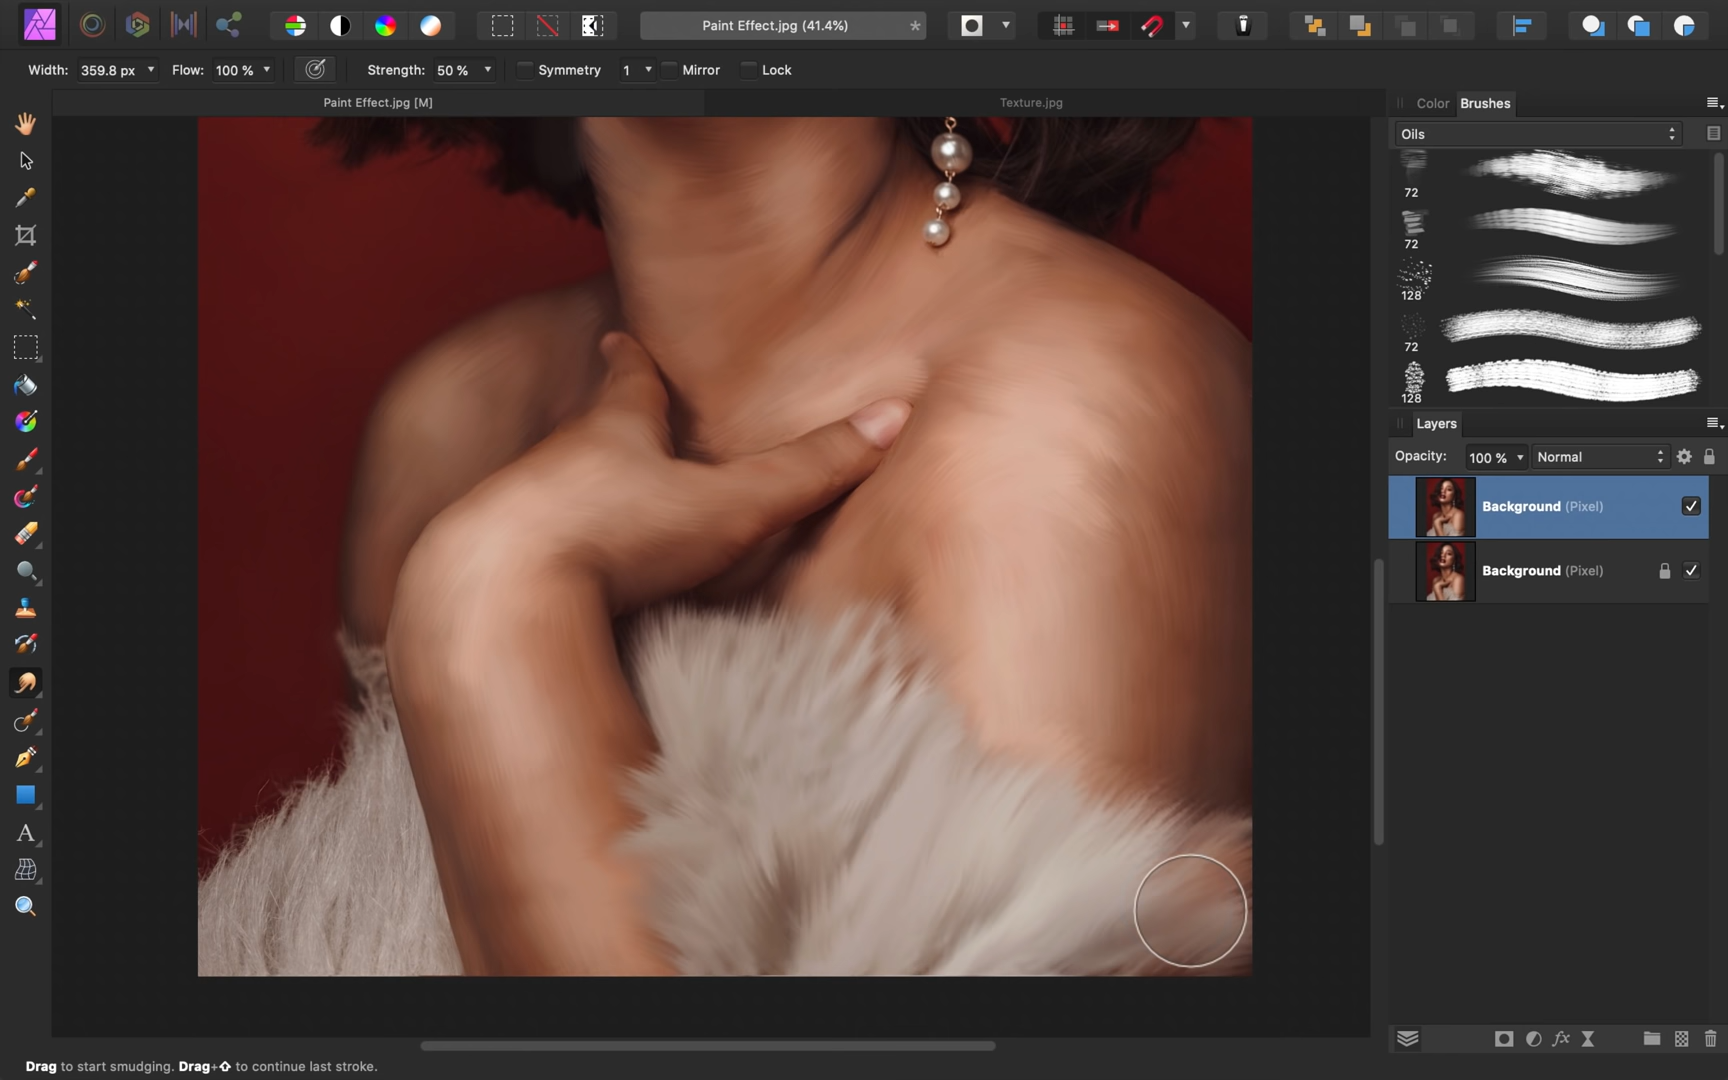 Paint Effect.jpg (41.4%)
*
Width: 359.8 px Flow: 100 % Strength: 50 % Symmetry 1 Mirror Lock
Paint Effect.jpg [M] Texture.jpg
Color Brushes
Oils
72
72
128
72
128
Layers
Opacity: 100 % Normal
Background (Pixel)
Background (Pixel)
A
fx
Drag to start smudging. Drag+⇧ to continue last stroke.